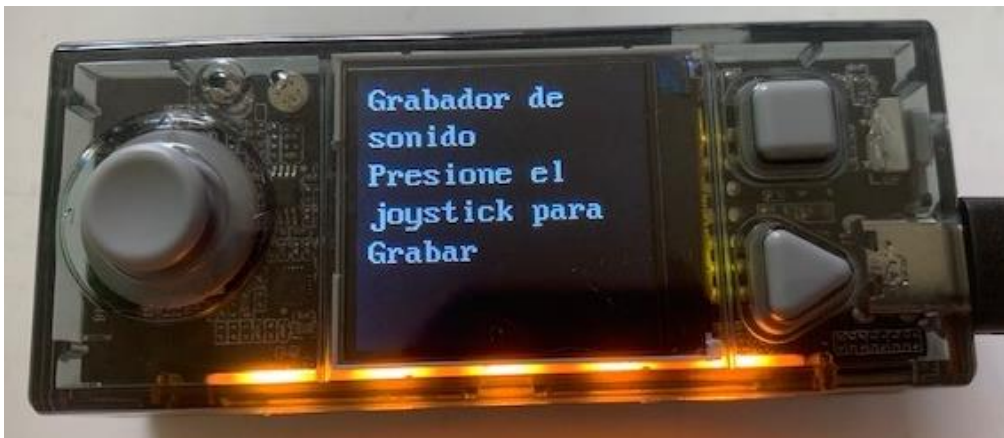 Grabador de
sonido
Presione el
joystick para
Grabar